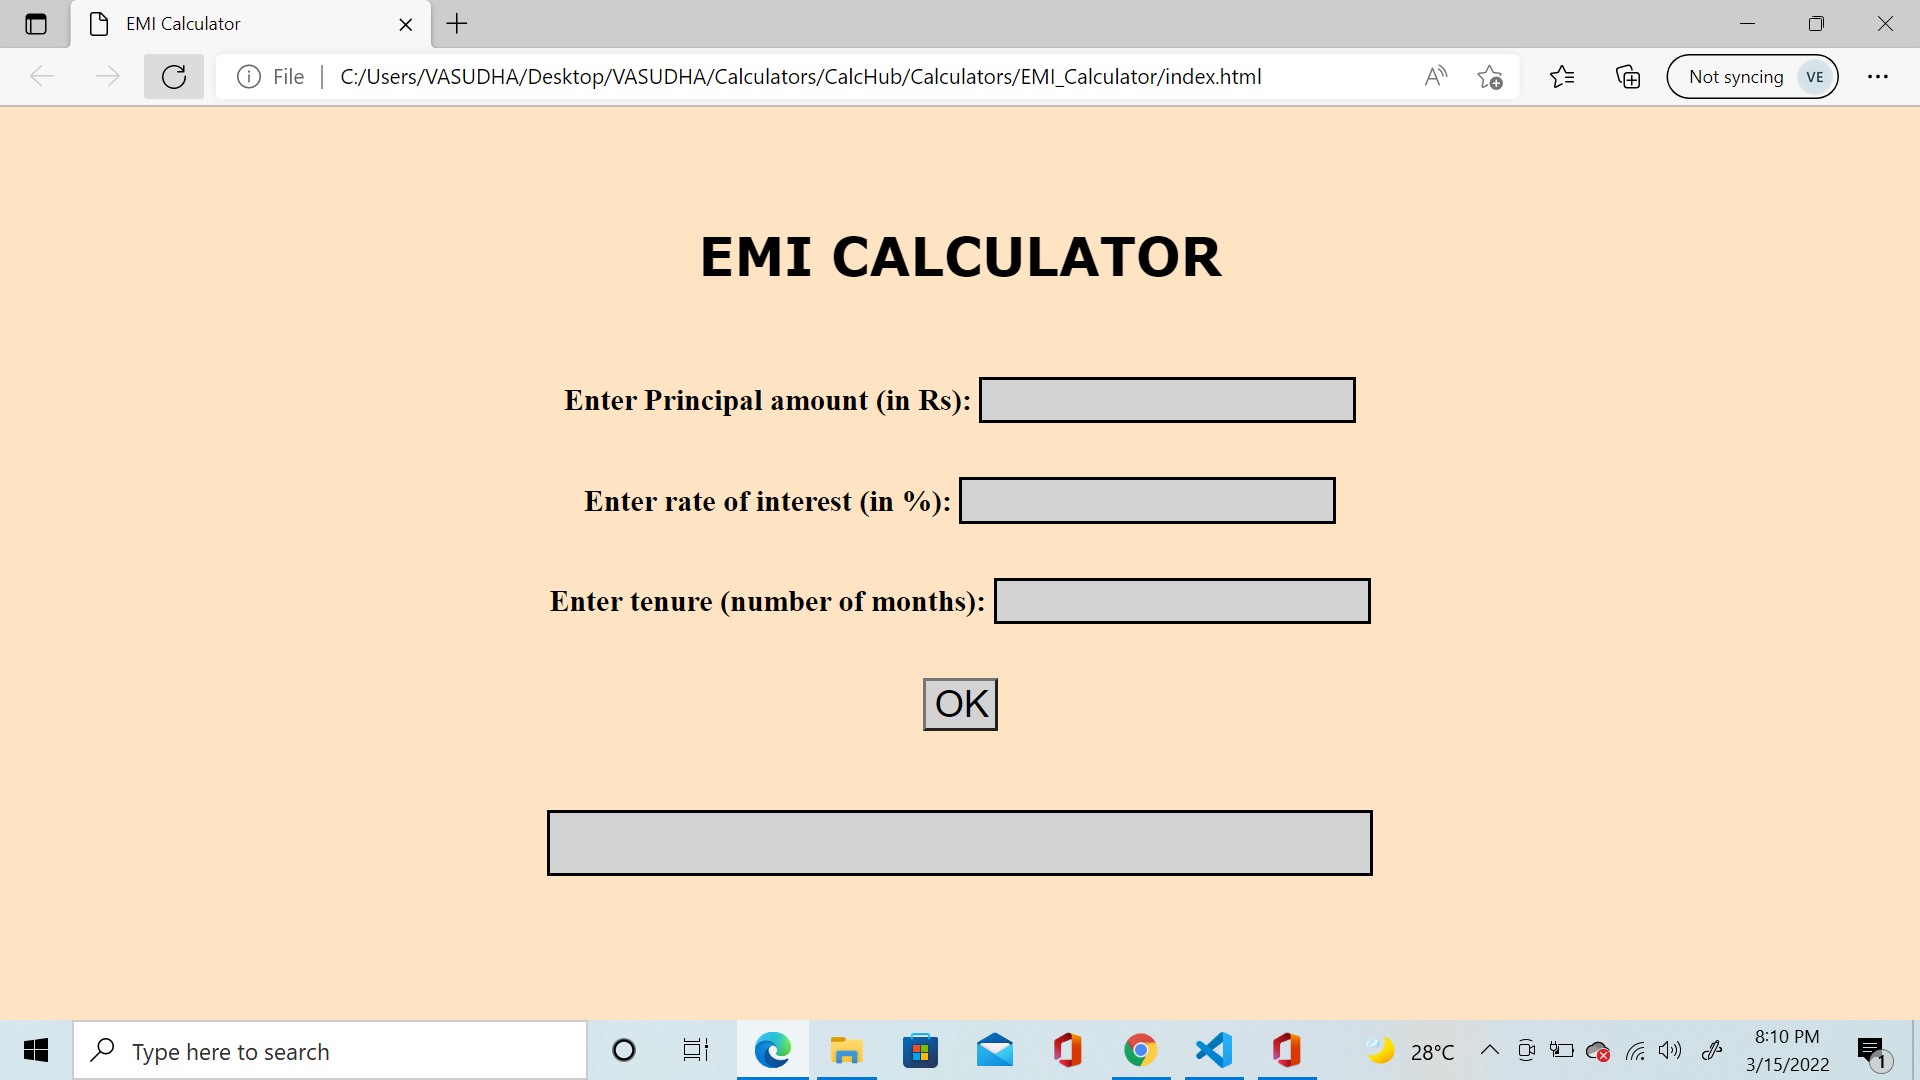 EMI Calculator
File
C:/Users/VASUDHA/Desktop/VASUDHA/Calculators/CalcHub/Calculators/EMI_Calculator/index.html
Not syncing VE
EMI CALCULATOR
Enter Principal amount (in Rs):
Enter rate of interest (in %):
Enter tenure (number of months):
OK
Type here to search
28°C
8:10 PM
3/15/2022
1